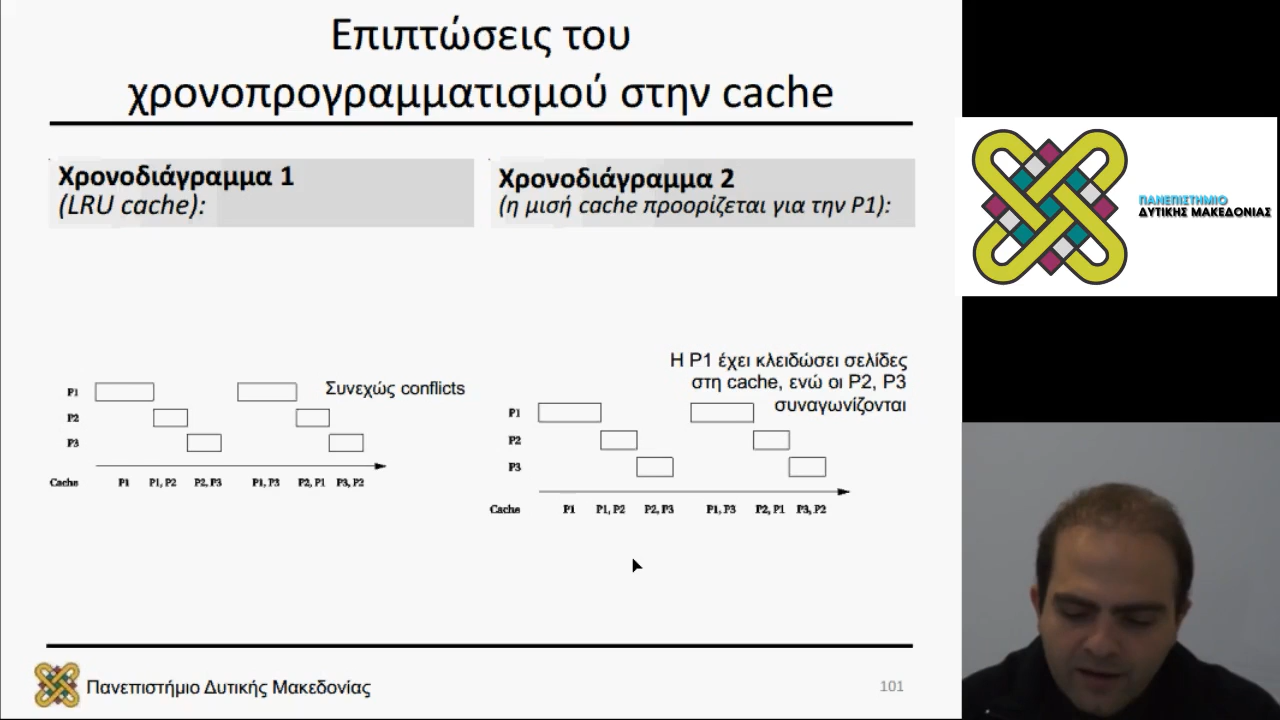 Επιπτώσεις του
χρονοπρογραμματισμού στην cache
Χρονοδιάγραμμα 1
(LRU cache):
P1
P2
P3
Συνεχώς conflicts
Cache P1 P1, P2 P2, P3 P1, P3 P2, P1 P3, P2
Χρονοδιάγραμμα 2
(η μισή cache προορίζεται για την P1):
Η P1 έχει κλειδώσει σελίδες
στη cache, ενώ οι P2, P3
συναγωνίζονται
P1
P2
P3
Cache P1 P1, P2 P2, P3 P1, P3 P2, P1 P3, P2
Πανεπιστήμιο Δυτικής Μακεδονίας
101
ΠΑΝΕΠΙΣΤΗΜΙΟ
ΔΥΤΙΚΗΣ ΜΑΚΕΔΟΝΙΑΣ